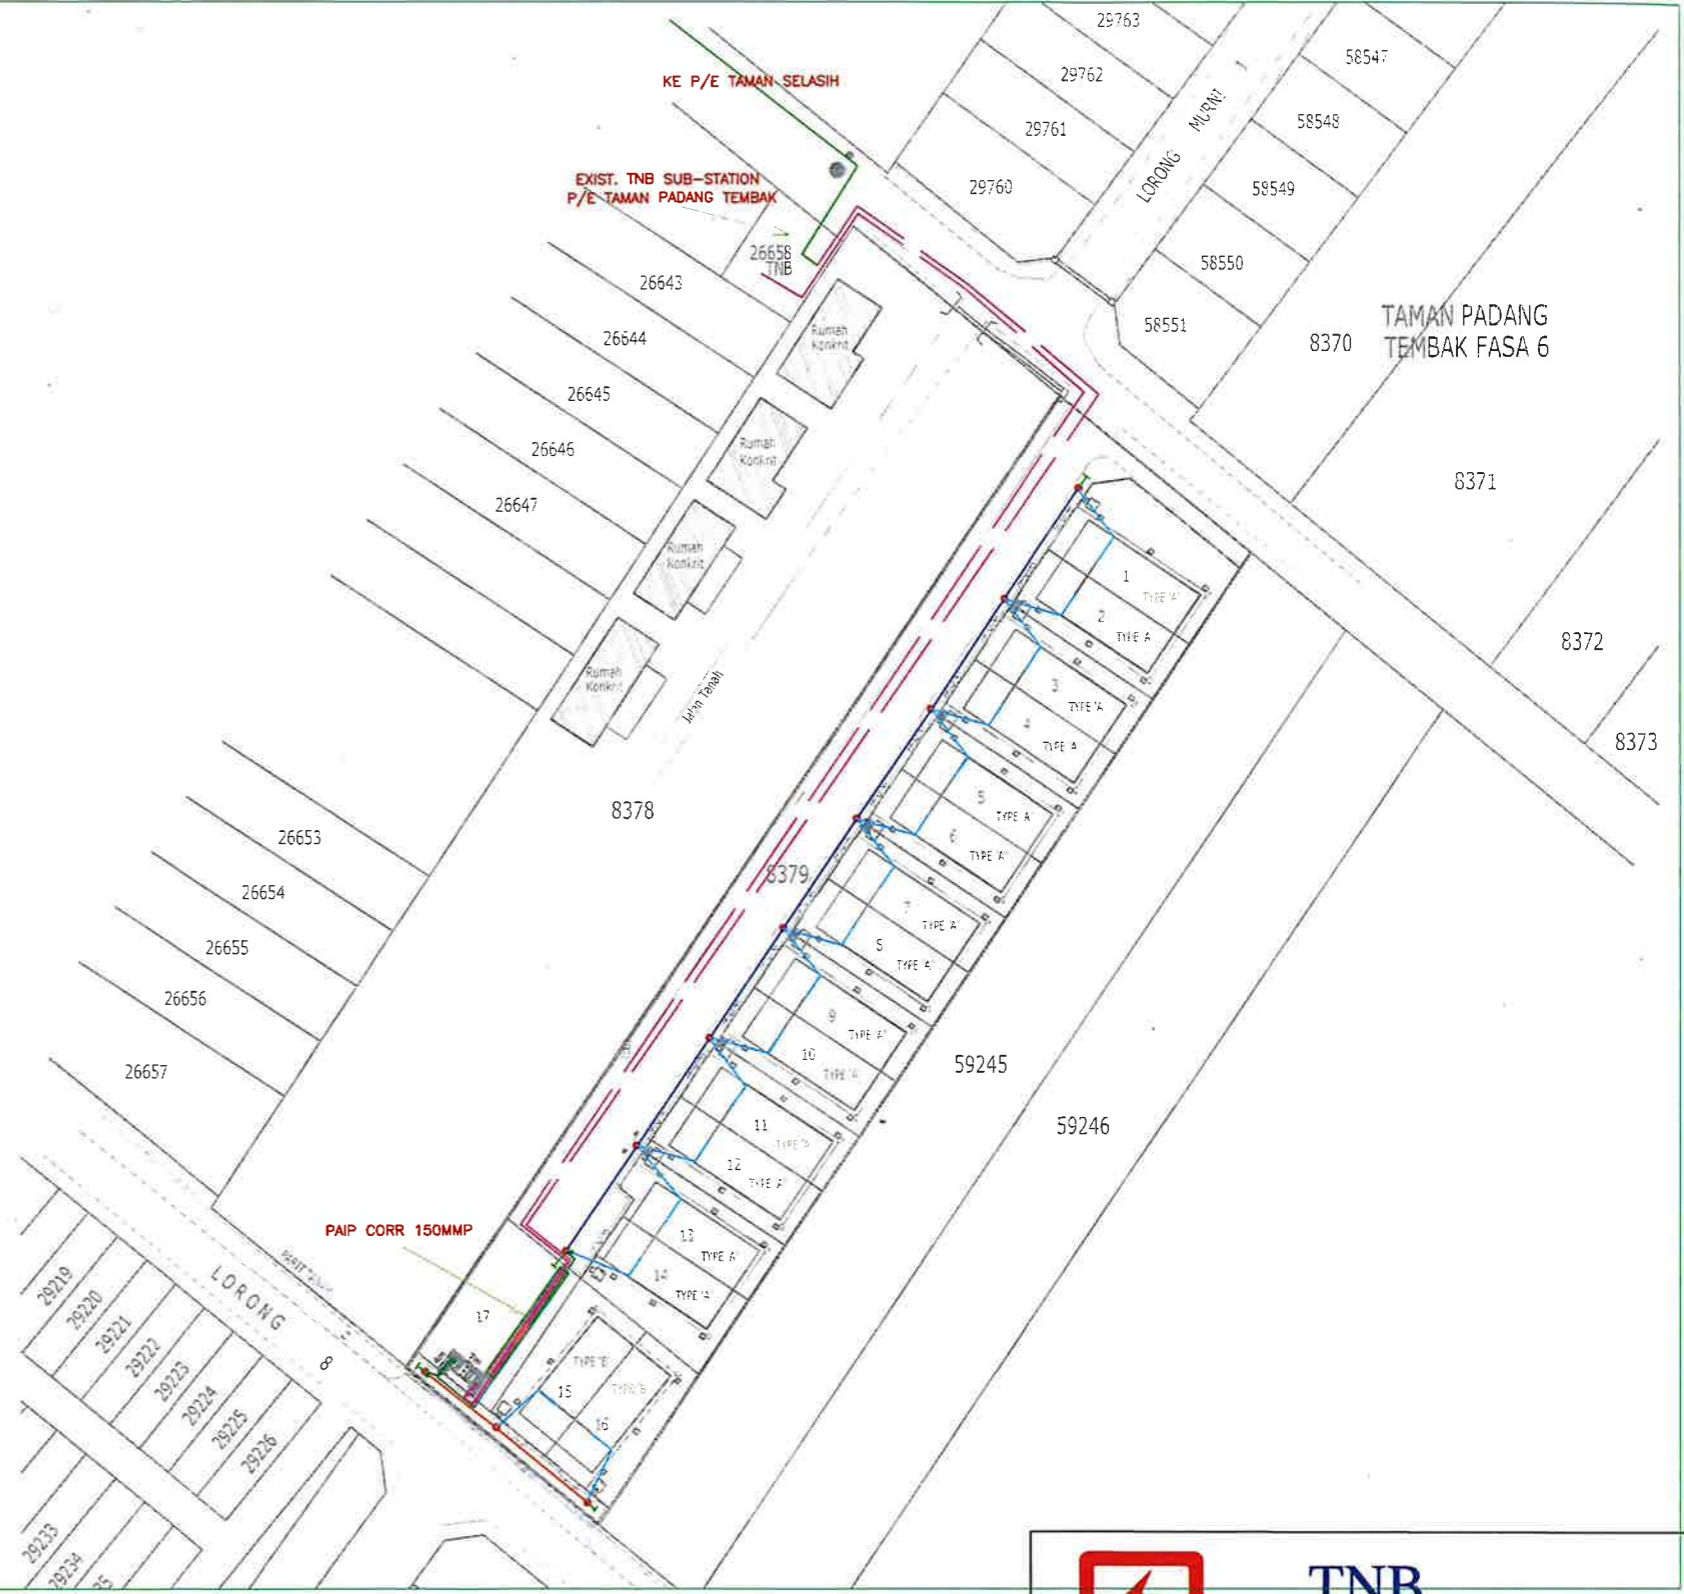 29763
29762
29761
29760
58547
58548
58549
58550
58551
LORONG MURNI 1
KE P/E TAMAN SELASIH
EXIST. TNB SUB-STATION
P/E TAMAN PADANG TEMBAK
26658
TNB
TAMAN PADANG
TEMBAK FASA 6
8370
8371
8372
8373
26643
26644
26645
26646
26647
Rumah
Konkrit
Rumah
Konkrit
Rumah
Konkrit
Rumah
Konkrit
Jalan Tanah
8378
8379
26653
26654
26655
26656
26657
1
TYPE 'A'
2
TYPE 'A'
3
TYPE 'A'
4
TYPE 'A'
5
TYPE 'A'
6
TYPE 'A'
7
TYPE 'A'
TYPE 'A'
9
TYPE 'A'
10
TYPE 'A'
11
TYPE 'A'
12
TYPE 'A'
13
TYPE 'A'
14
TYPE 'A'
TYPE 'B'
15
TYPE 'B'
16
17
59245
59246
PAIP CORR 150MMP
LORONG 8
29219
29220
29221
29222
29223
29224
29225
29226
29233
29234
TNB